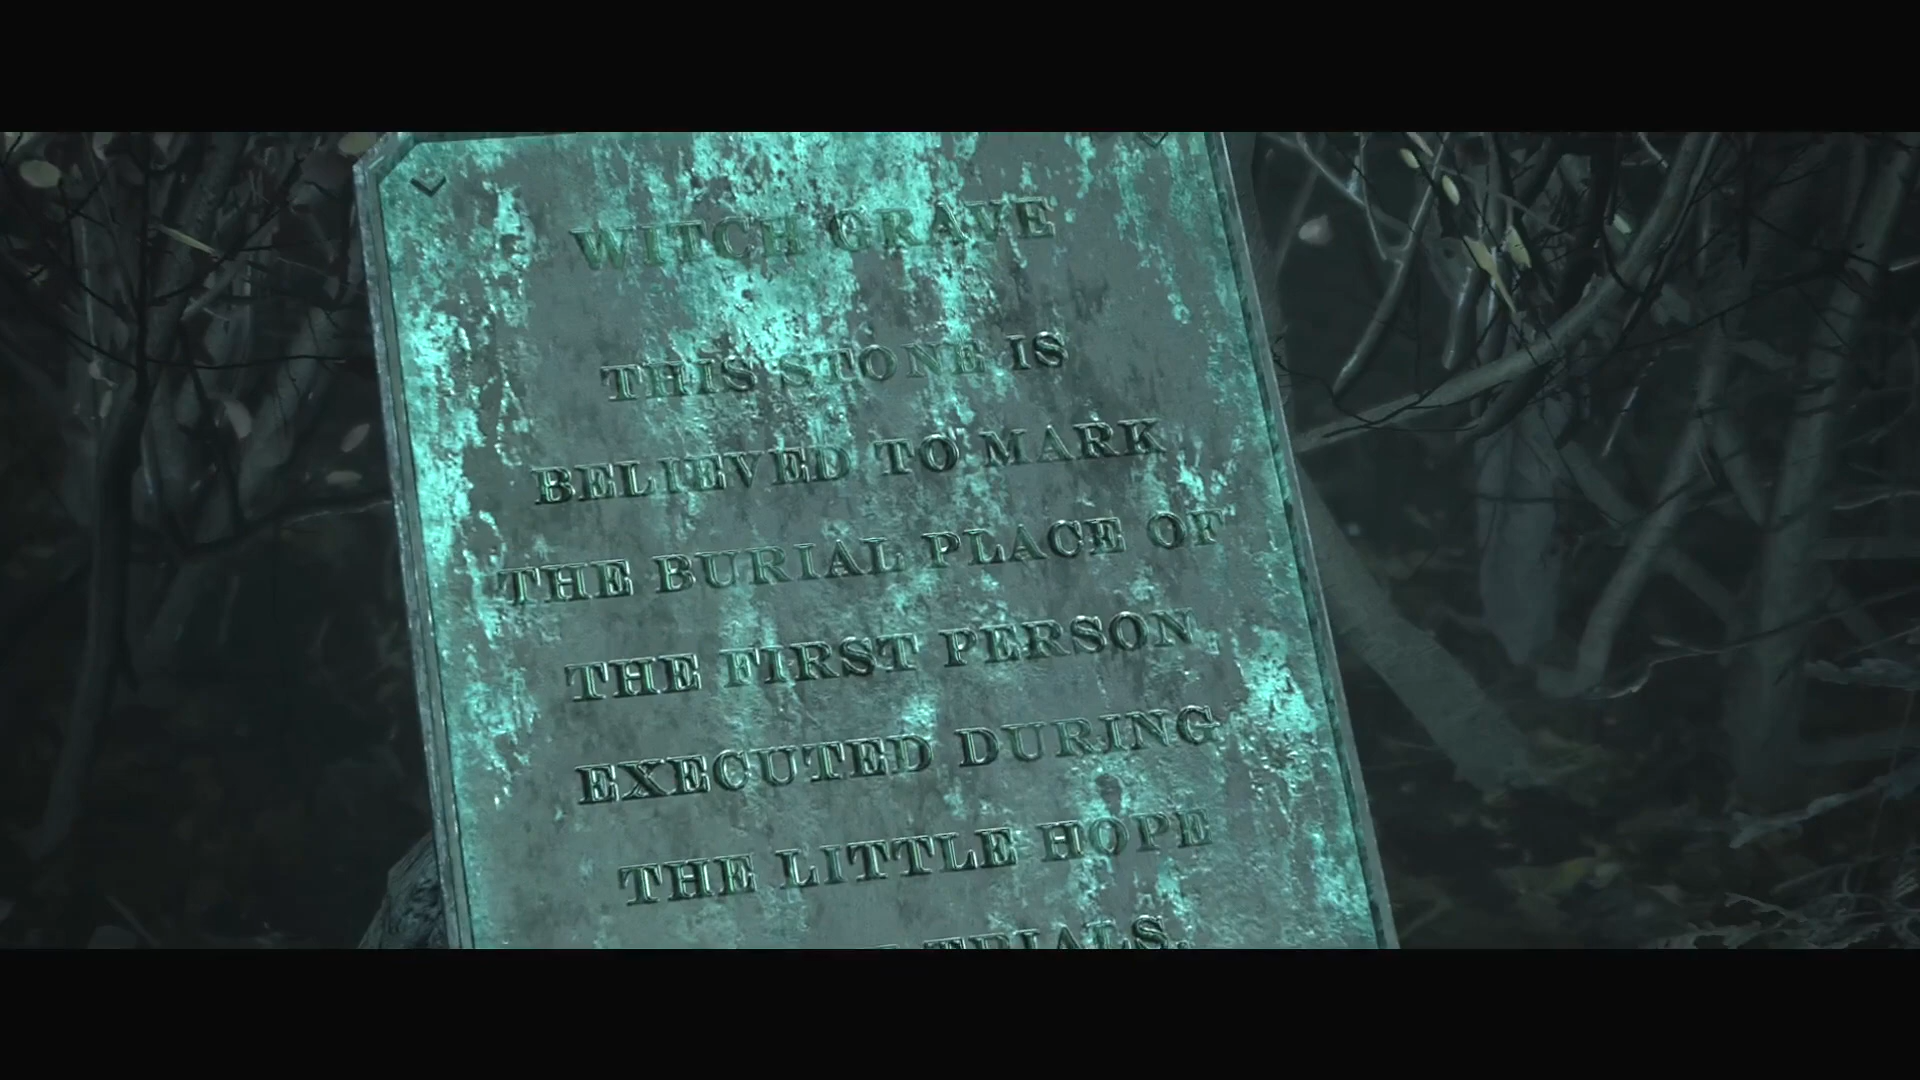 WITCH GRAVE
THIS STONE IS
BELIEVED TO MARK
THE BURIAL PLACE OF
THE FIRST PERSON
EXECUTED DURING
THE LITTLE HOPE
TRIALS.